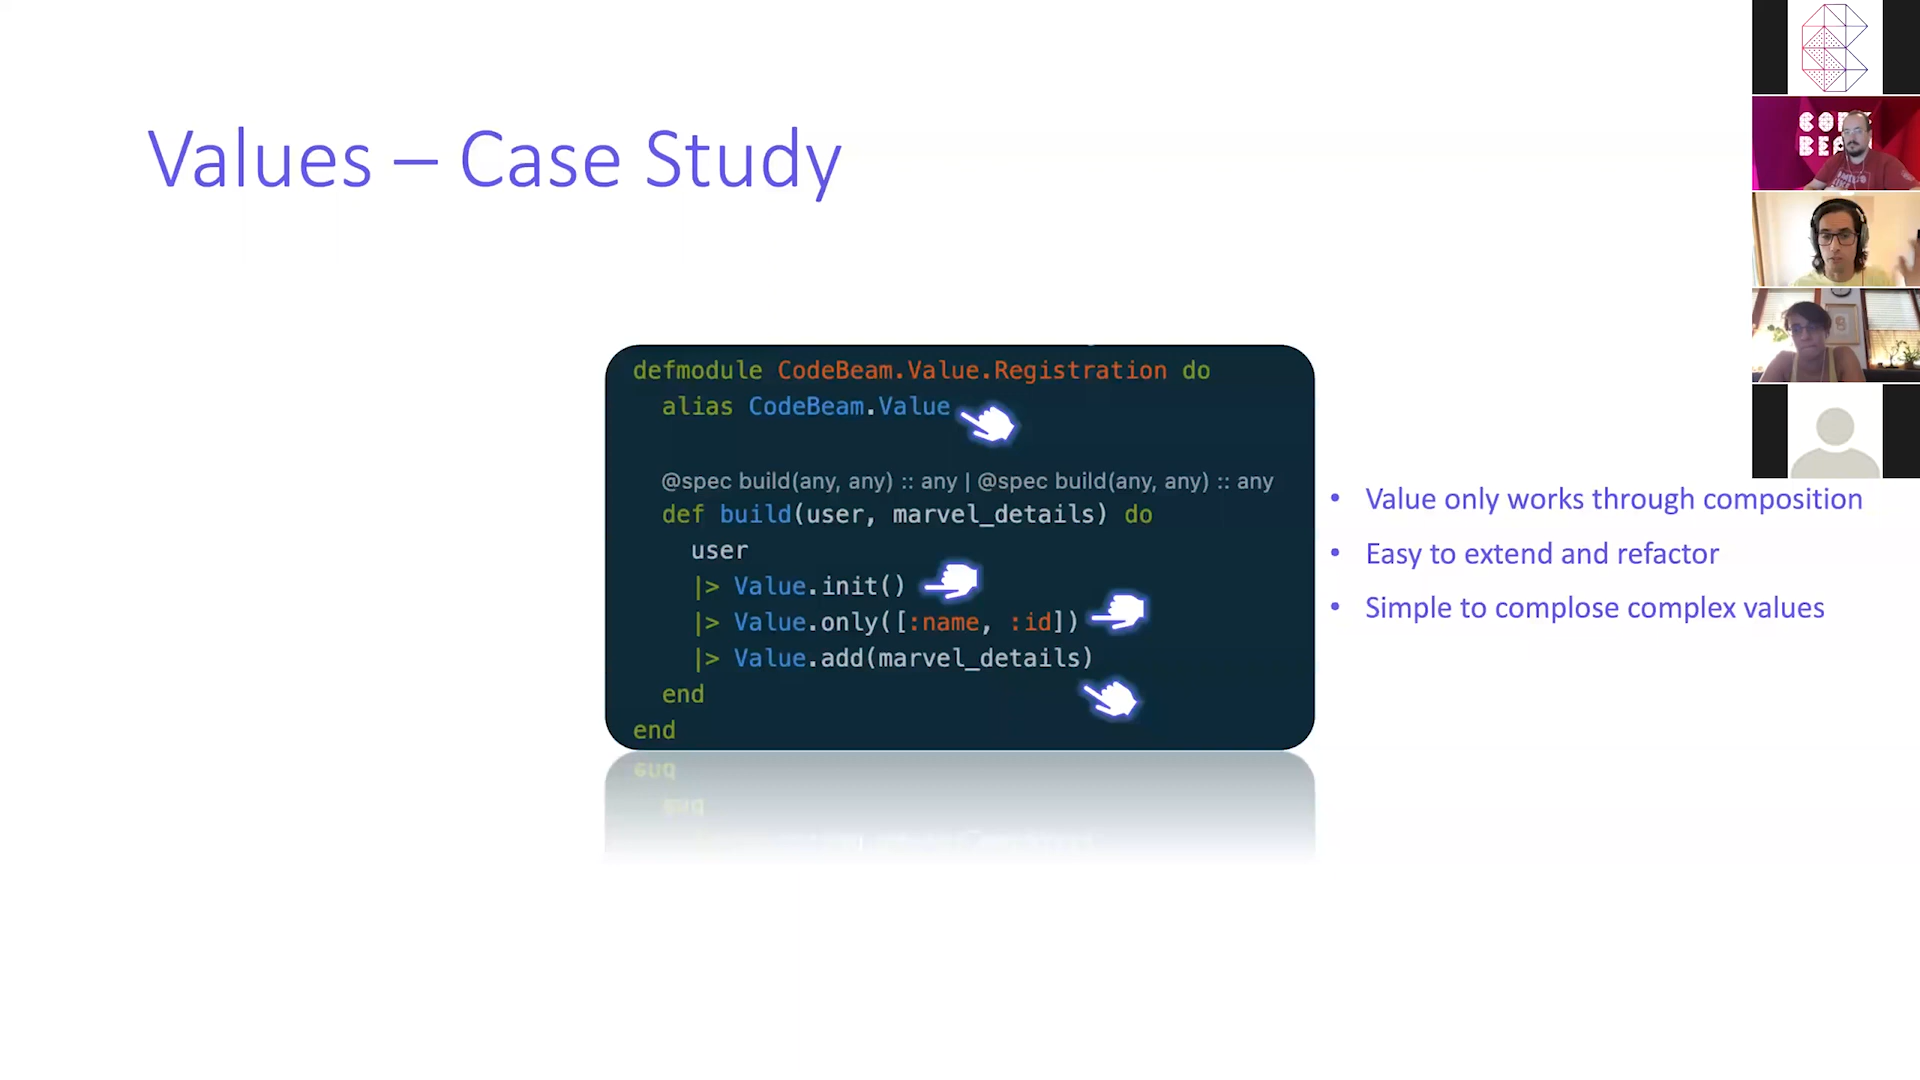 Values – Case Study
defmodule CodeBeam.Value.Registration do
alias CodeBeam.Value
@spec build(any, any) :: any | @spec build(any, any) :: any
def build(user, marvel_details) do
user
|> Value.init()
|> Value.only([:name, :id])
|> Value.add(marvel_details)
end
end
• Value only works through composition
• Easy to extend and refactor
• Simple to complose complex values